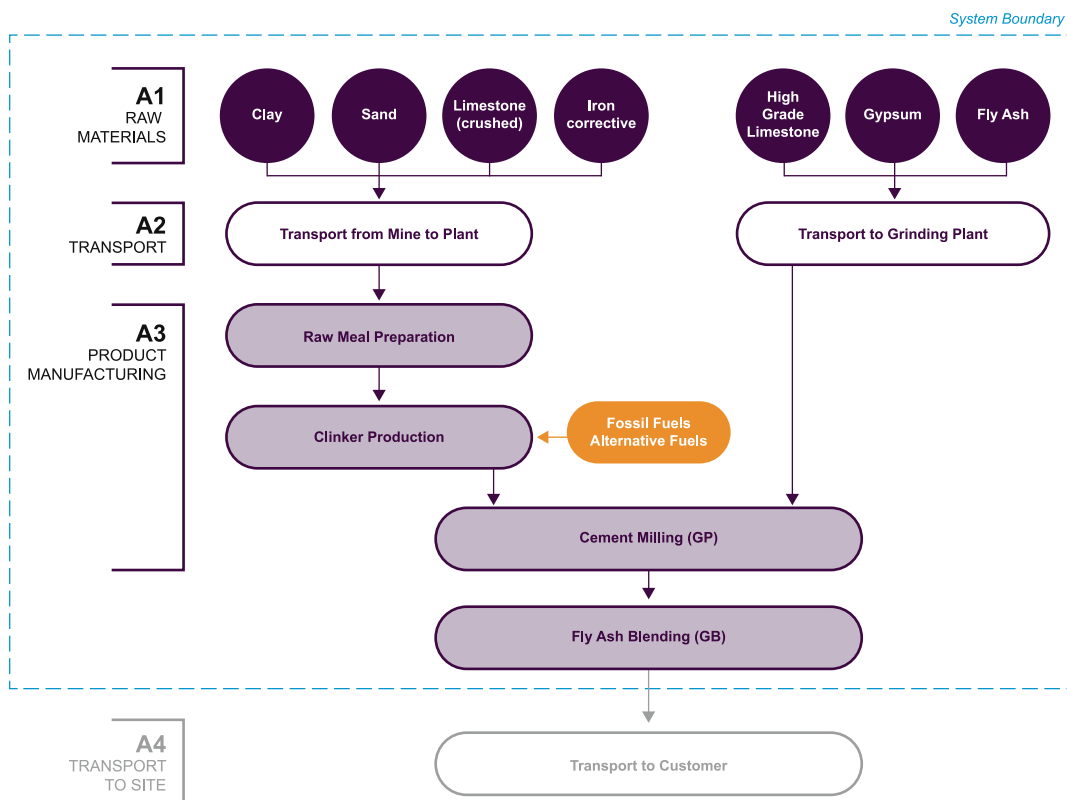 System Boundary
A1
RAW
MATERIALS
Clay
Sand
Limestone
(crushed)
Iron
corrective
High
Grade
Limestone
Gypsum
Fly Ash
A2
TRANSPORT
Transport from Mine to Plant
Transport to Grinding Plant
A3
PRODUCT
MANUFACTURING
Raw Meal Preparation
Clinker Production
Fossil Fuels
Alternative Fuels
Cement Milling (GP)
Fly Ash Blending (GB)
A4
TRANSPORT
TO SITE
Transport to Customer